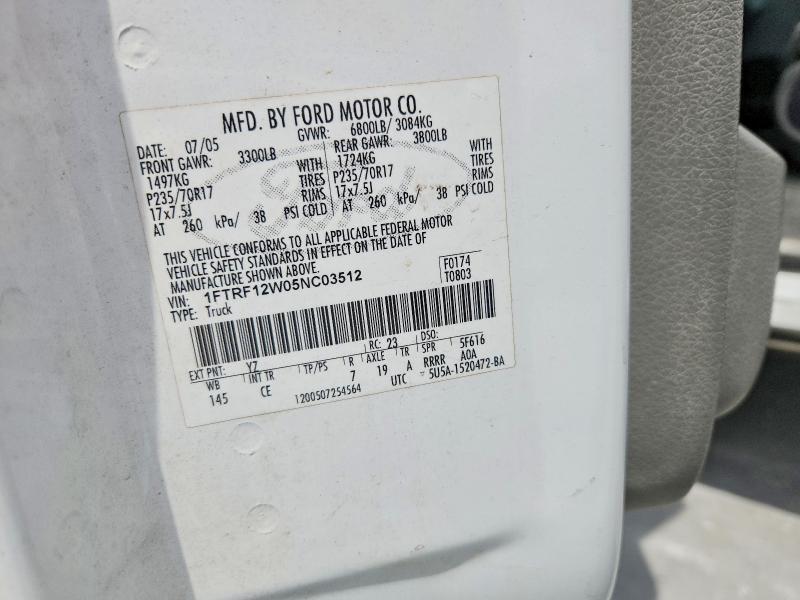 MFD. BY FORD MOTOR CO.
DATE: 07/05 GVWR: 6800LB/ 3084KG
FRONT GAWR: 3300LB REAR GAWR: 3800LB
1497KG WITH 1724KG WITH
P235/70R17 TIRES P235/70R17 TIRES
17x7.5J RIMS 17x7.5J RIMS
AT 260 kPa/ 38 PSI COLD AT 260 kPa/ 38 PSI COLD
THIS VEHICLE CONFORMS TO ALL APPLICABLE FEDERAL MOTOR
VEHICLE SAFETY STANDARDS IN EFFECT ON THE DATE OF
MANUFACTURE SHOWN ABOVE.
VIN: 1FTRF12W05NC03512 F0174
TYPE: Truck T0803
EXT PNT: YZ RC: 23 DSO:
WB INT TR TP/PS R AXLE TR SPR 5F616
145 CE 7 19 A RRRR A0A
1200507254564 UTC 5U5A-1520472-BA
Ford